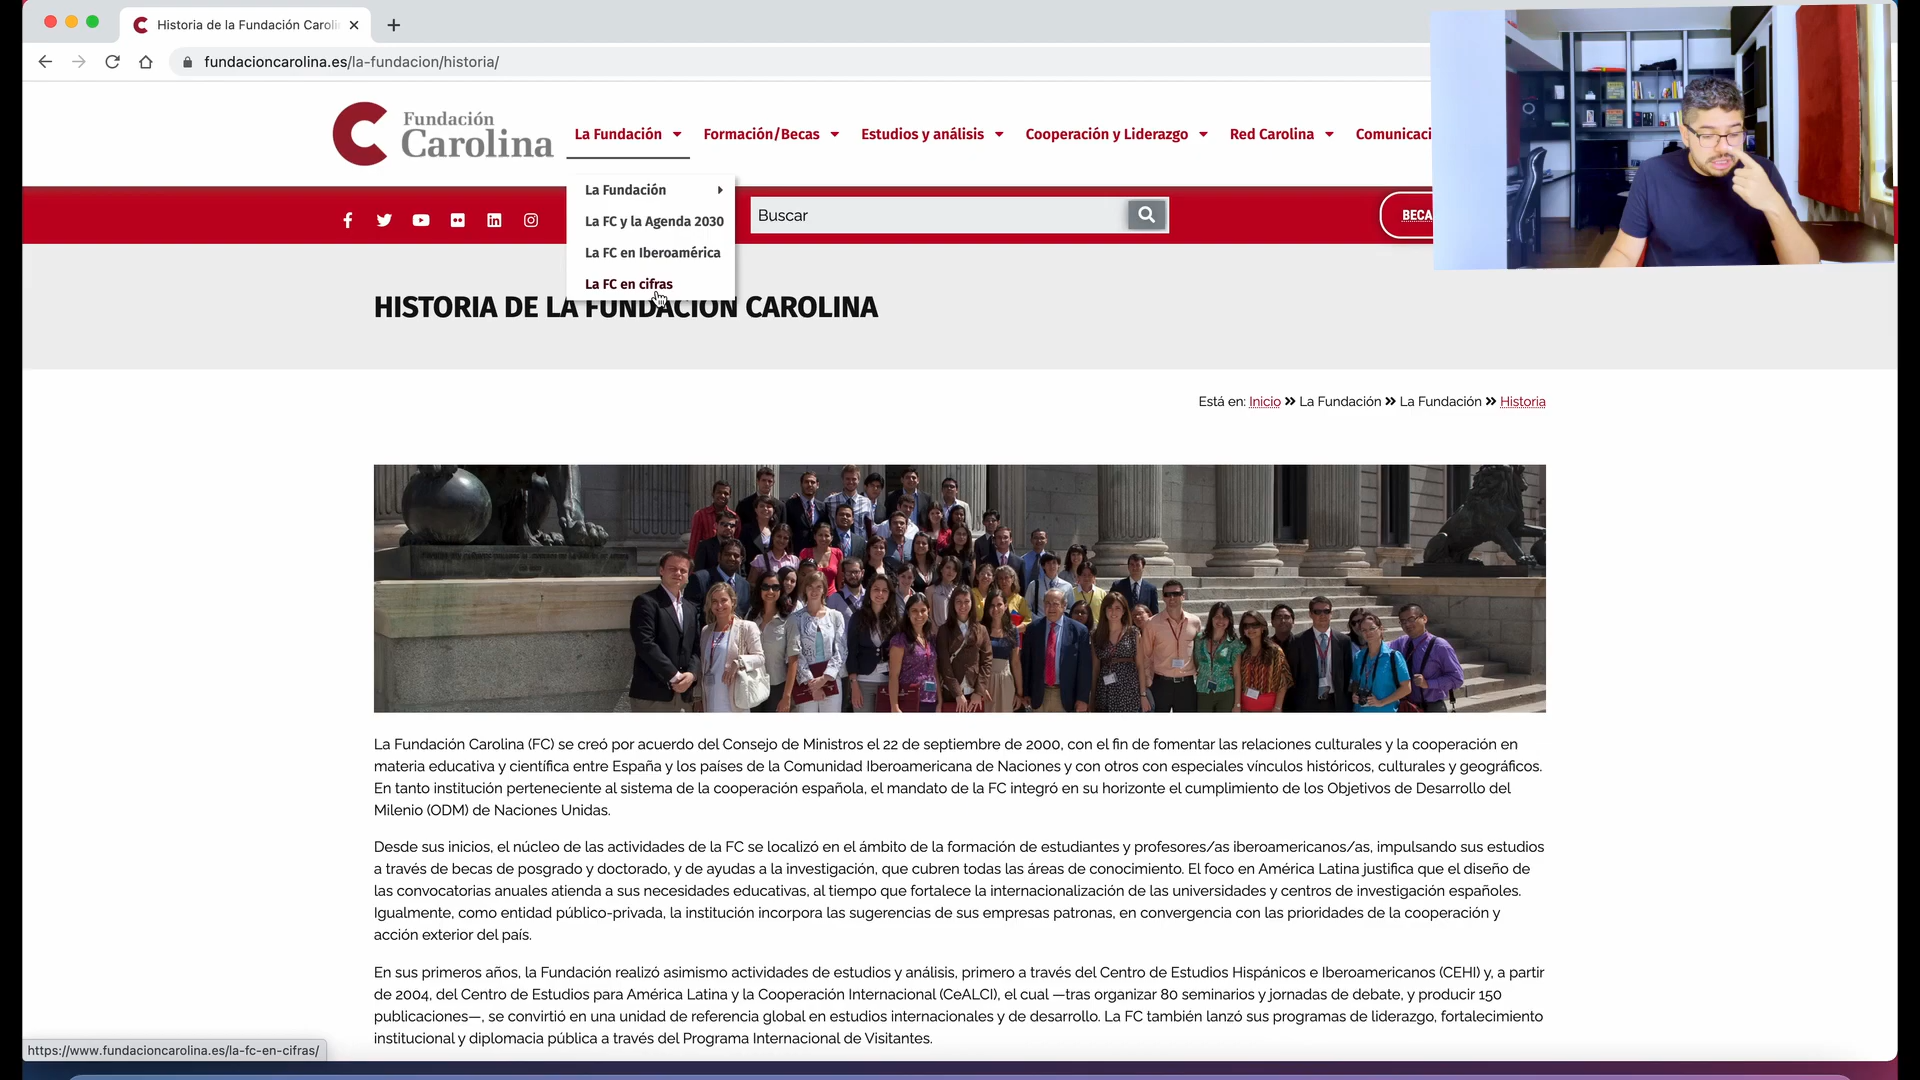 Historia de la Fundación Caroli
fundacioncarolina.es/la-fundacion/historia/
Fundación
Carolina
La Fundación
Formación/Becas
Estudios y análisis
Cooperación y Liderazgo
Red Carolina
Comunicaci
La Fundación
La FC y la Agenda 2030
La FC en Iberoamérica
La FC en cifras
Buscar
BECA
HISTORIA DE LA FUNDACIÓN CAROLINA
Está en: Inicio >> La Fundación >> La Fundación >> Historia
La Fundación Carolina (FC) se creó por acuerdo del Consejo de Ministros el 22 de septiembre de 2000, con el fin de fomentar las relaciones culturales y la cooperación en
materia educativa y científica entre España y los países de la Comunidad Iberoamericana de Naciones y con otros con especiales vínculos históricos, culturales y geográficos.
En tanto institución perteneciente al sistema de la cooperación española, el mandato de la FC integró en su horizonte el cumplimiento de los Objetivos de Desarrollo del
Milenio (ODM) de Naciones Unidas.
Desde sus inicios, el núcleo de las actividades de la FC se localizó en el ámbito de la formación de estudiantes y profesores/as iberoamericanos/as, impulsando sus estudios
a través de becas de posgrado y doctorado, y de ayudas a la investigación, que cubren todas las áreas de conocimiento. El foco en América Latina justifica que el diseño de
las convocatorias anuales atienda a sus necesidades educativas, al tiempo que fortalece la internacionalización de las universidades y centros de investigación españoles.
Igualmente, como entidad público-privada, la institución incorpora las sugerencias de sus empresas patronas, en convergencia con las prioridades de la cooperación y
acción exterior del país.
En sus primeros años, la Fundación realizó asimismo actividades de estudios y análisis, primero a través del Centro de Estudios Hispánicos e Iberoamericanos (CEHI) y, a partir
de 2004, del Centro de Estudios para América Latina y la Cooperación Internacional (CeALCI), el cual —tras organizar 80 seminarios y jornadas de debate, y producir 150
publicaciones—, se convirtió en una unidad de referencia global en estudios internacionales y de desarrollo. La FC también lanzó sus programas de liderazgo, fortalecimiento
institucional y diplomacia pública a través del Programa Internacional de Visitantes.
https://www.fundacioncarolina.es/la-fc-en-cifras/